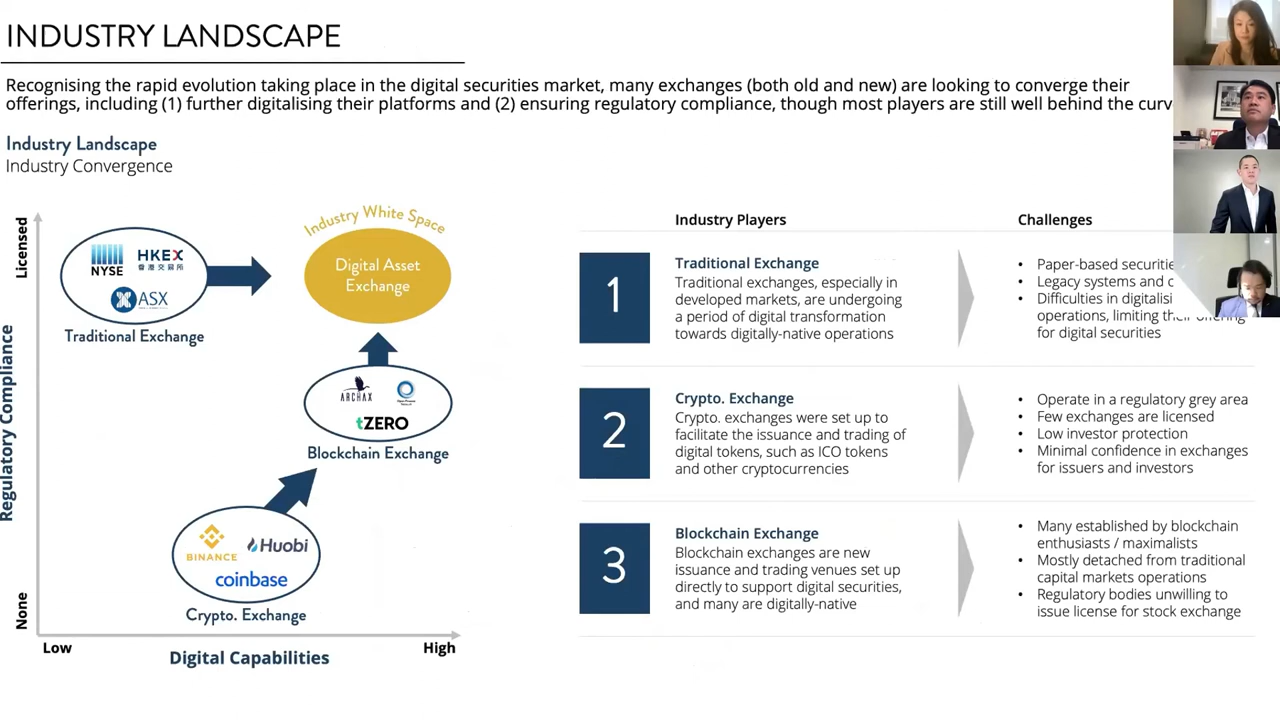 INDUSTRY LANDSCAPE
Recognising the rapid evolution taking place in the digital securities market, many exchanges (both old and new) are looking to converge their
offerings, including (1) further digitalising their platforms and (2) ensuring regulatory compliance, though most players are still well behind the curv
Industry Landscape
Industry Convergence
Regulatory Compliance
Licensed
None
NYSE
HKEX
香港交易所
ASX
Traditional Exchange
Industry White Space
Digital Asset
Exchange
ARCHAX
tZERO
Blockchain Exchange
BINANCE
Huobi
coinbase
Crypto. Exchange
Low
High
Digital Capabilities
Industry Players
Challenges
1
Traditional Exchange
Traditional exchanges, especially in
developed markets, are undergoing
a period of digital transformation
towards digitally-native operations
• Paper-based securitie
• Legacy systems and
• Difficulties in digitalisi
operations, limiting their offering
for digital securities
2
Crypto. Exchange
Crypto. exchanges were set up to
facilitate the issuance and trading of
digital tokens, such as ICO tokens
and other cryptocurrencies
• Operate in a regulatory grey area
• Few exchanges are licensed
• Low investor protection
• Minimal confidence in exchanges
for issuers and investors
3
Blockchain Exchange
Blockchain exchanges are new
issuance and trading venues set up
directly to support digital securities,
and many are digitally-native
• Many established by blockchain
enthusiasts / maximalists
• Mostly detached from traditional
capital markets operations
• Regulatory bodies unwilling to
issue license for stock exchange